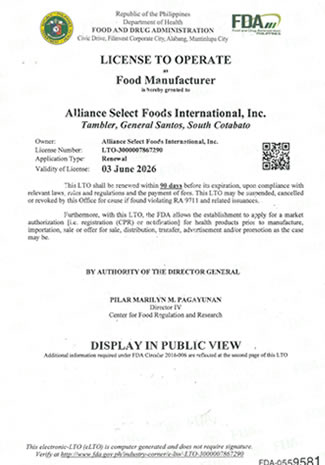 Republic of the Philippines
Department of Health
FOOD AND DRUG ADMINISTRATION
Civic Drive, Filinvest Corporate City, Alabang, Muntinlupa City
FDA
LICENSE TO OPERATE
as
Food Manufacturer
is hereby granted to
Alliance Select Foods International, Inc.
Tambler, General Santos, South Cotabato
Owner: Alliance Select Foods International, Inc.
License Number: LTO-3000007867290
Application Type: Renewal
Validity of License: 03 June 2026
This LTO shall be renewed within 90 days before its expiration, upon compliance with
relevant laws, rules and regulations and the payment of fees. This LTO may be suspended, cancelled
or revoked by this Office for cause if found violating RA 9711 and related issuances.
Furthermore, with this LTO, the FDA allows the establishment to apply for a market
authorization [i.e. registration (CPR) or notification] for health products prior to manufacture,
importation, sale or offer for sale, distribution, transfer, advertisement and/or promotion as the case
may be.
BY AUTHORITY OF THE DIRECTOR GENERAL
PILAR MARILYN M. PAGAYUNAN
Director IV
Center for Food Regulation and Research
DISPLAY IN PUBLIC VIEW
Additional information required under FDA Circular 2016-006 are reflected at the second page of this LTO
This electronic-LTO (eLTO) is computer generated and does not require signature.
Verify at http://www.fda.gov.ph/industry-corner/e-lto/-LTO-3000007867290
FDA-0559581